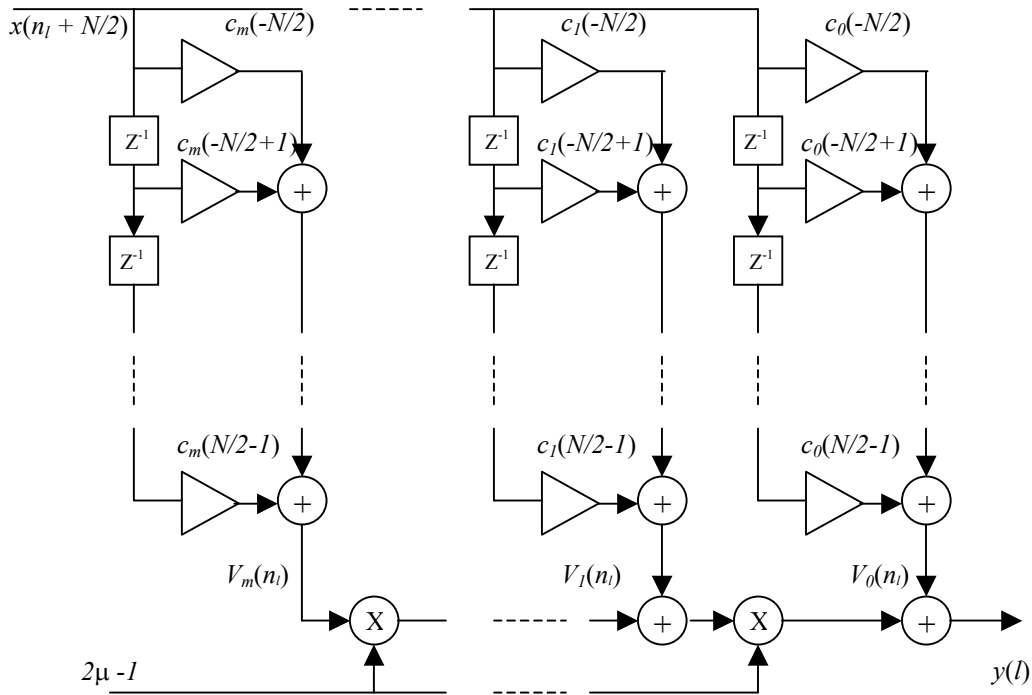 x(n_l + N/2) c_m(-N/2) c_1(-N/2) c_0(-N/2)
Z⁻¹ c_m(-N/2+1) Z⁻¹ c_1(-N/2+1) Z⁻¹ c_0(-N/2+1)
+ + +
Z⁻¹ Z⁻¹ Z⁻¹
c_m(N/2-1) c_1(N/2-1) c_0(N/2-1)
+ + +
V_m(n_l) V_1(n_l) V_0(n_l)
X + X +
2μ -1 y(l)